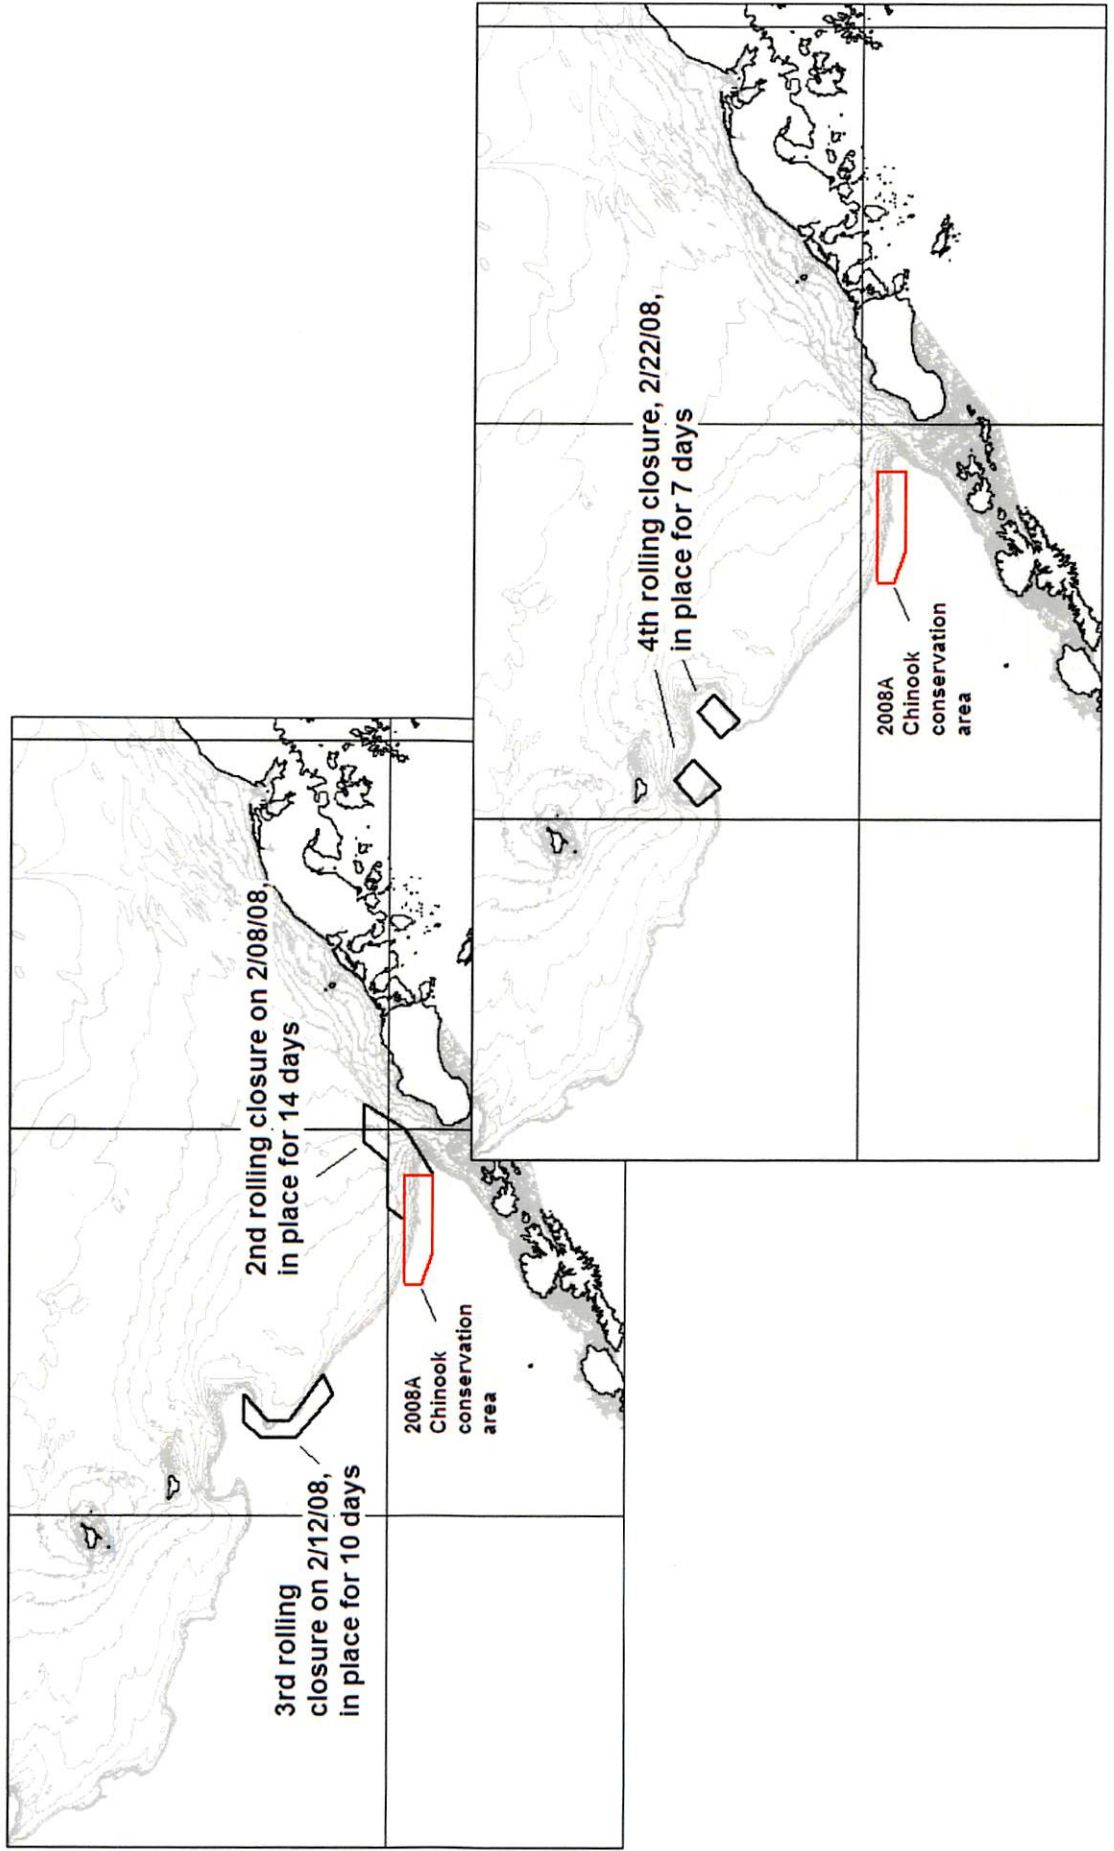 2nd rolling closure on 2/08/08,
in place for 14 days
3rd rolling
closure on 2/12/08,
in place for 10 days
2008A
Chinook
conservation
area
4th rolling closure, 2/22/08,
in place for 7 days
2008A
Chinook
conservation
area